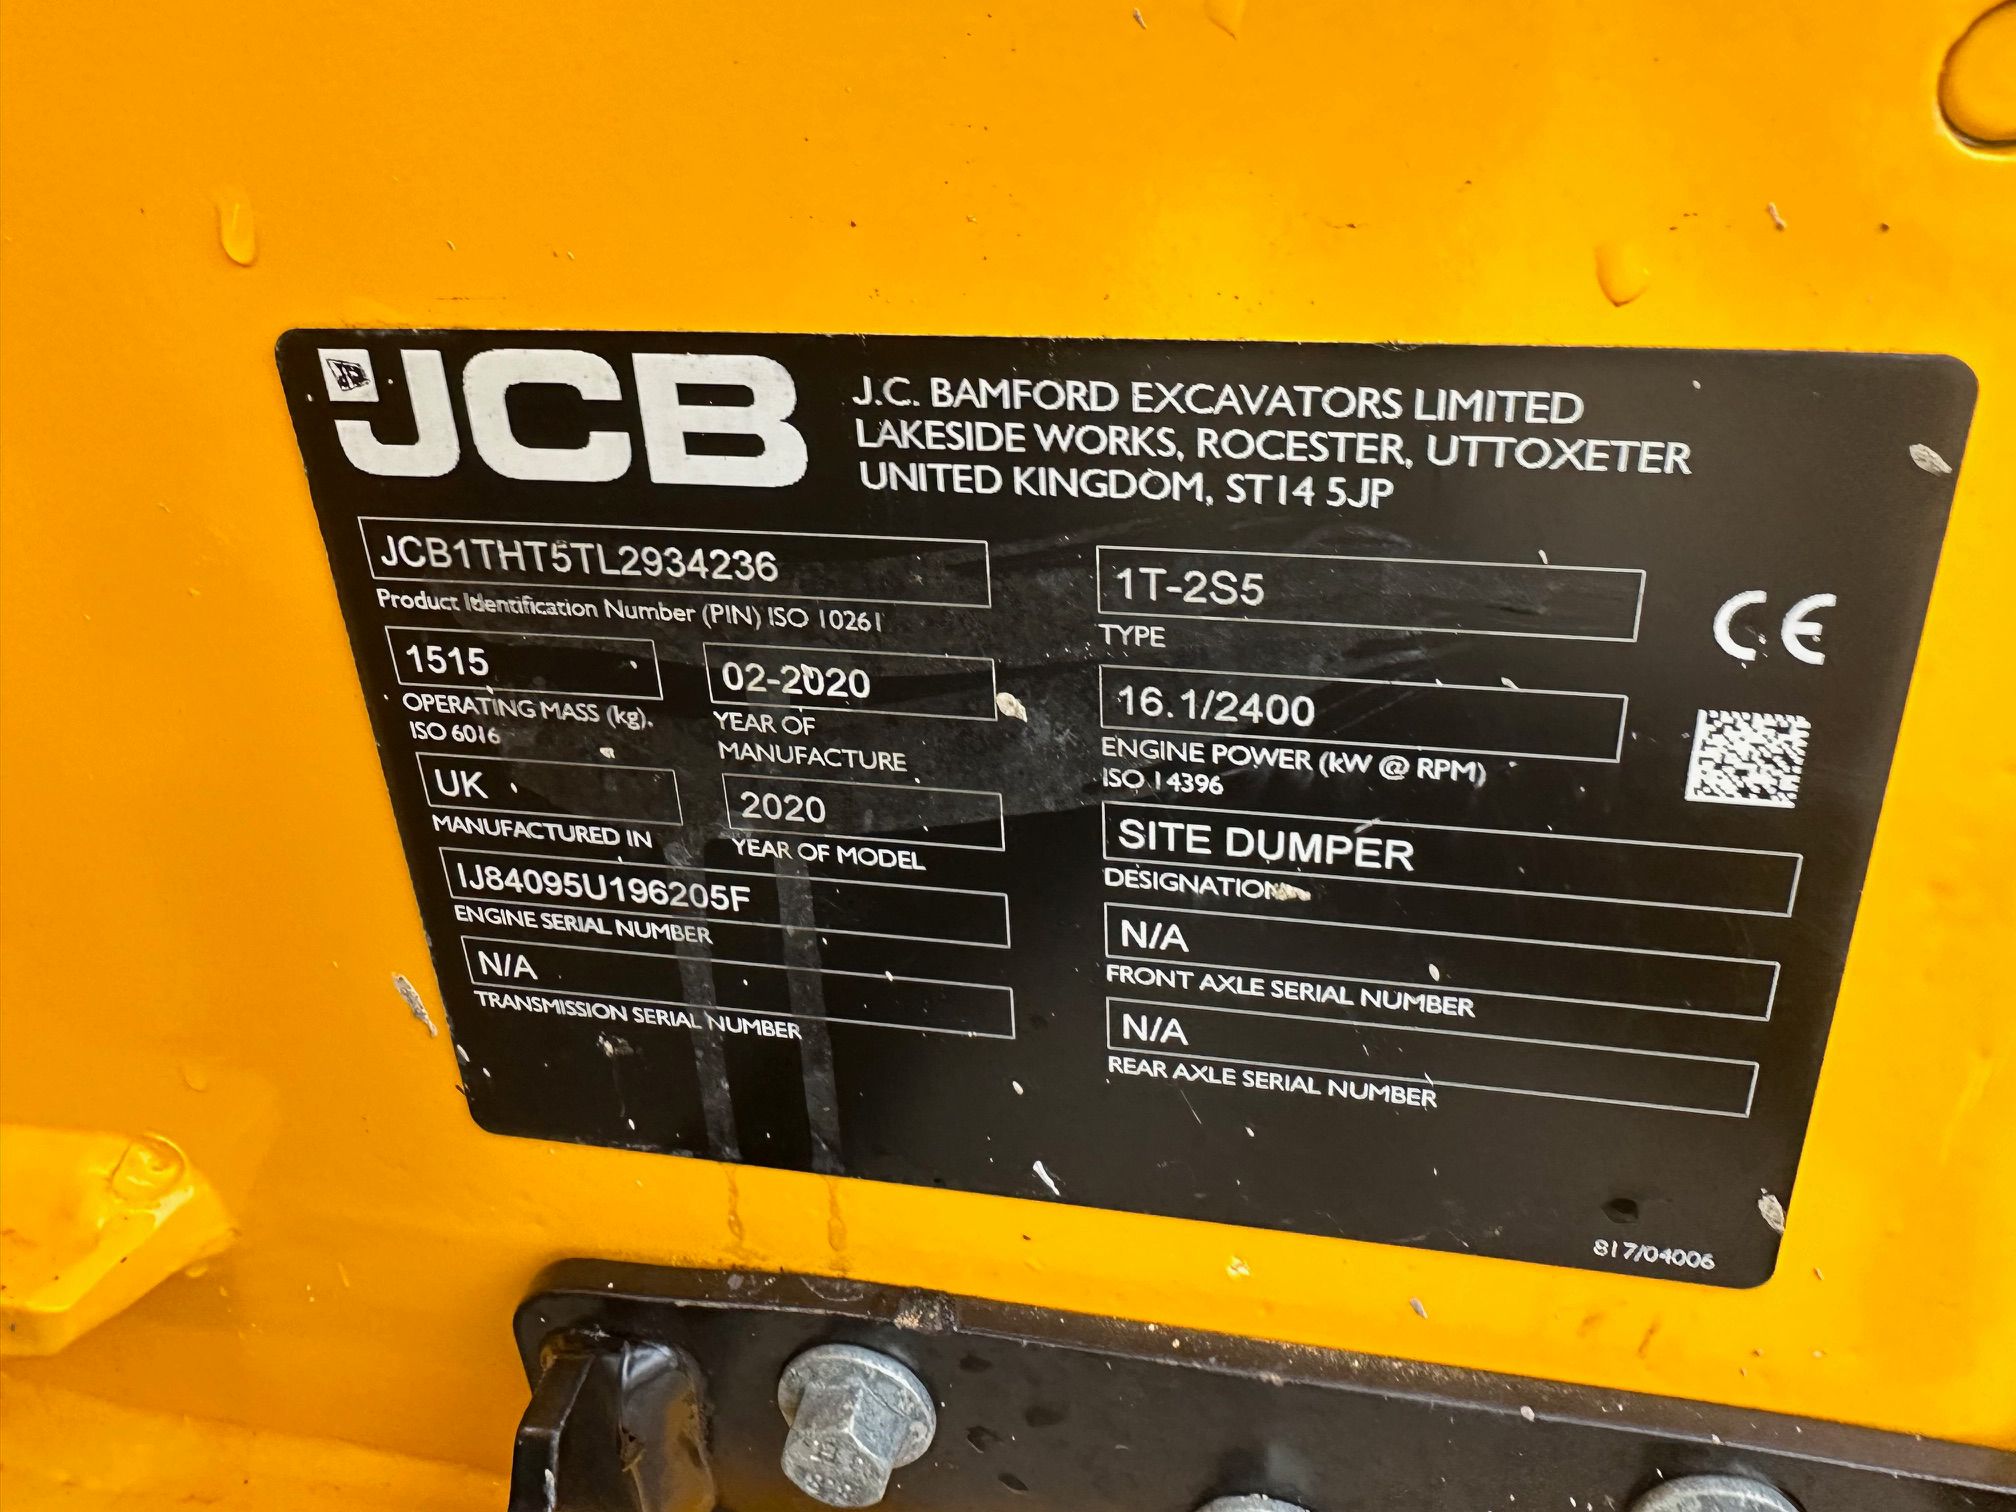 JCB
J.C. BAMFORD EXCAVATORS LIMITED
LAKESIDE WORKS, ROCESTER, UTTOXETER
UNITED KINGDOM, ST14 5JP
JCB1THT5TL2934236
Product Identification Number (PIN) ISO 10261
1515
OPERATING MASS (kg).
ISO 6016
02-2020
YEAR OF
MANUFACTURE
UK
MANUFACTURED IN
2020
YEAR OF MODEL
IJ84095U196205F
ENGINE SERIAL NUMBER
N/A
TRANSMISSION SERIAL NUMBER
1T-2S5
TYPE
16.1/2400
ENGINE POWER (kW @ RPM)
ISO 14396
SITE DUMPER
DESIGNATION
N/A
FRONT AXLE SERIAL NUMBER
N/A
REAR AXLE SERIAL NUMBER
CE
817/04006